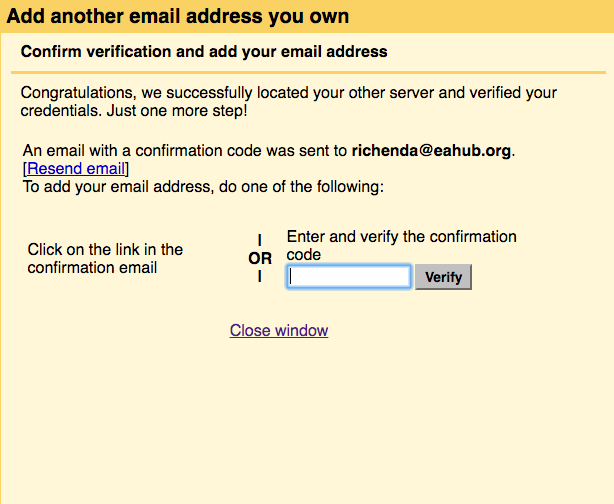 Add another email address you own
Confirm verification and add your email address
Congratulations, we successfully located your other server and verified your
credentials. Just one more step!
An email with a confirmation code was sent to richenda@eahub.org.
[Resend email]
To add your email address, do one of the following:
Click on the link in the
confirmation email
I
OR
I
Enter and verify the confirmation
code
Verify
Close window